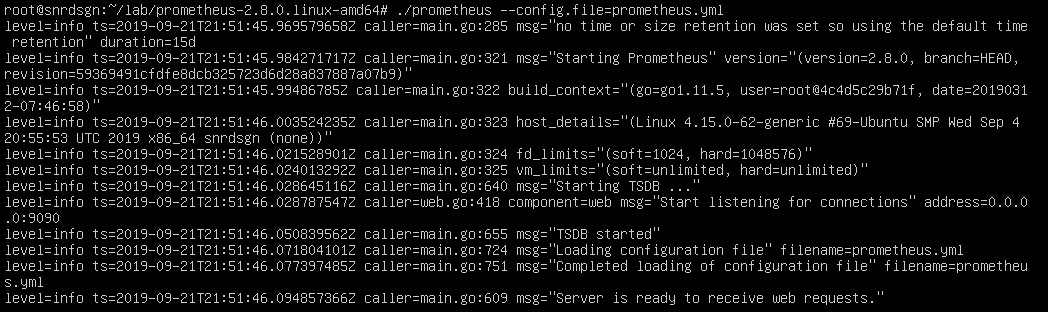 root@snrdsgn:~/lab/prometheus-2.8.0.linux-amd64# ./prometheus --config.file=prometheus.yml
level=info ts=2019-09-21T21:51:45.969579658Z caller=main.go:285 msg="no time or size retention was set so using the default time
 retention" duration=15d
level=info ts=2019-09-21T21:51:45.984271717Z caller=main.go:321 msg="Starting Prometheus" version="(version=2.8.0, branch=HEAD,
revision=59369491cfdfe8dcb325723d6d28a837887a07b9)"
level=info ts=2019-09-21T21:51:45.99486785Z caller=main.go:322 build_context="(go=go1.11.5, user=root@4c4d5c29b71f, date=2019031
2-07:46:58)"
level=info ts=2019-09-21T21:51:46.003524235Z caller=main.go:323 host_details="(Linux 4.15.0-62-generic #69-Ubuntu SMP Wed Sep 4
20:55:53 UTC 2019 x86_64 snrdsgn (none))"
level=info ts=2019-09-21T21:51:46.021528901Z caller=main.go:324 fd_limits="(soft=1024, hard=1048576)"
level=info ts=2019-09-21T21:51:46.024013292Z caller=main.go:325 vm_limits="(soft=unlimited, hard=unlimited)"
level=info ts=2019-09-21T21:51:46.028645116Z caller=main.go:640 msg="Starting TSDB ..."
level=info ts=2019-09-21T21:51:46.028787547Z caller=web.go:418 component=web msg="Start listening for connections" address=0.0.0
.0:9090
level=info ts=2019-09-21T21:51:46.050839562Z caller=main.go:655 msg="TSDB started"
level=info ts=2019-09-21T21:51:46.071804101Z caller=main.go:724 msg="Loading configuration file" filename=prometheus.yml
level=info ts=2019-09-21T21:51:46.077397485Z caller=main.go:751 msg="Completed loading of configuration file" filename=prometheu
s.yml
level=info ts=2019-09-21T21:51:46.094857366Z caller=main.go:609 msg="Server is ready to receive web requests."